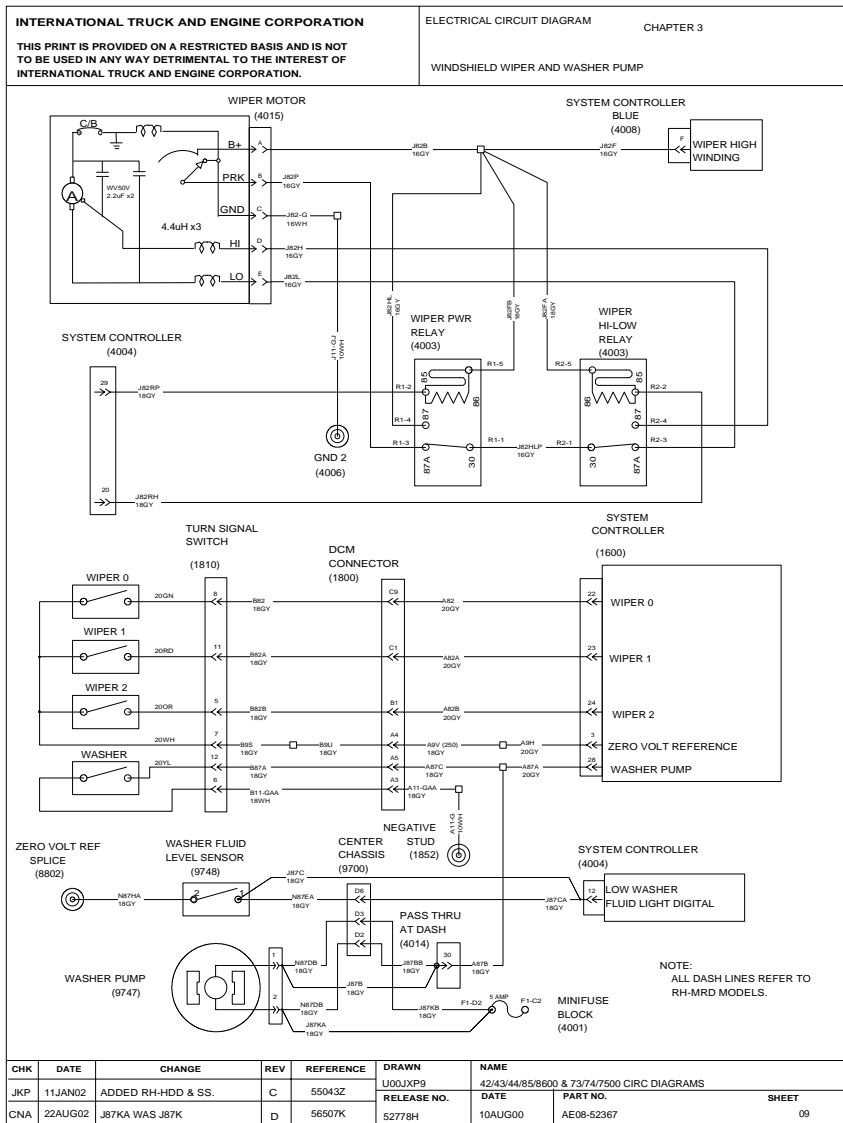 INTERNATIONAL TRUCK AND ENGINE CORPORATION
THIS PRINT IS PROVIDED ON A RESTRICTED BASIS AND IS NOT
TO BE USED IN ANY WAY DETRIMENTAL TO THE INTEREST OF
INTERNATIONAL TRUCK AND ENGINE CORPORATION.
ELECTRICAL CIRCUIT DIAGRAM
CHAPTER 3
WINDSHIELD WIPER AND WASHER PUMP
WIPER MOTOR
(4015)
C/B
B+
PRK
GND
HI
LO
A
B
C
D
E
A
WV50V
2.2uF x2
4.4uH x3
J82B
16GY
J82P
16GY
J82-G
16WH
J82H
16GY
J82L
16GY
SYSTEM CONTROLLER
BLUE
(4008)
J82F
16GY
F
WIPER HIGH
WINDING
J82HL
16GY
J82FB
18GY
J82FA
18GY
J11-GJ
10WH
GND 2
(4006)
WIPER PWR
RELAY
(4003)
WIPER
HI-LOW
RELAY
(4003)
R1-5
R1-2
R1-4
R1-3
R1-1
85
86
87
87A
30
J82HLP
16GY
R2-5
R2-2
R2-4
R2-3
R2-1
85
86
87
30
87A
SYSTEM CONTROLLER
(4004)
29
J82RP
18GY
20
J82RH
18GY
TURN SIGNAL
SWITCH
(1810)
DCM
CONNECTOR
(1800)
SYSTEM
CONTROLLER
(1600)
WIPER 0
20GN
8
B82
18GY
C9
A82
20GY
22
WIPER 0
WIPER 1
20RD
11
B82A
18GY
C1
A82A
20GY
23
WIPER 1
WIPER 2
20OR
5
B82B
18GY
B1
A82B
20GY
24
WIPER 2
20WH
7
B9S
18GY
B9U
18GY
A4
A9V (250)
18GY
A9H
20GY
3
ZERO VOLT REFERENCE
WASHER
20YL
12
B87A
18GY
A5
A87C
18GY
A87A
20GY
28
WASHER PUMP
6
B11-GAA
18WH
A3
A11-GAA
18GY
A11-G
10WH
NEGATIVE
STUD
(1852)
ZERO VOLT REF
SPLICE
(8802)
WASHER FLUID
LEVEL SENSOR
(9748)
CENTER
CHASSIS
(9700)
SYSTEM CONTROLLER
(4004)
N87HA
18GY
2
1
J87C
18GY
N87EA
18GY
D6
D3
D2
J87CA
18GY
12
LOW WASHER
FLUID LIGHT DIGITAL
PASS THRU
AT DASH
(4014)
30
WASHER PUMP
(9747)
1
2
N87DB
18GY
J87B
18GY
J87BB
18GY
A87B
18GY
N87DB
18GY
J87KA
18GY
J87KB
18GY
F1-D2
5 AMP
F1-C2
MINIFUSE
BLOCK
(4001)
NOTE:
ALL DASH LINES REFER TO
RH-MRD MODELS.
CHK DATE CHANGE REV REFERENCE
JKP 11JAN02 ADDED RH-HDD & SS. C 55043Z
CNA 22AUG02 J87KA WAS J87K D 56507K
DRAWN
U00JXP9
RELEASE NO.
52778H
NAME
42/43/44/85/8600 & 73/74/7500 CIRC DIAGRAMS
DATE
10AUG00
PART NO.
AE08-52367
SHEET
09